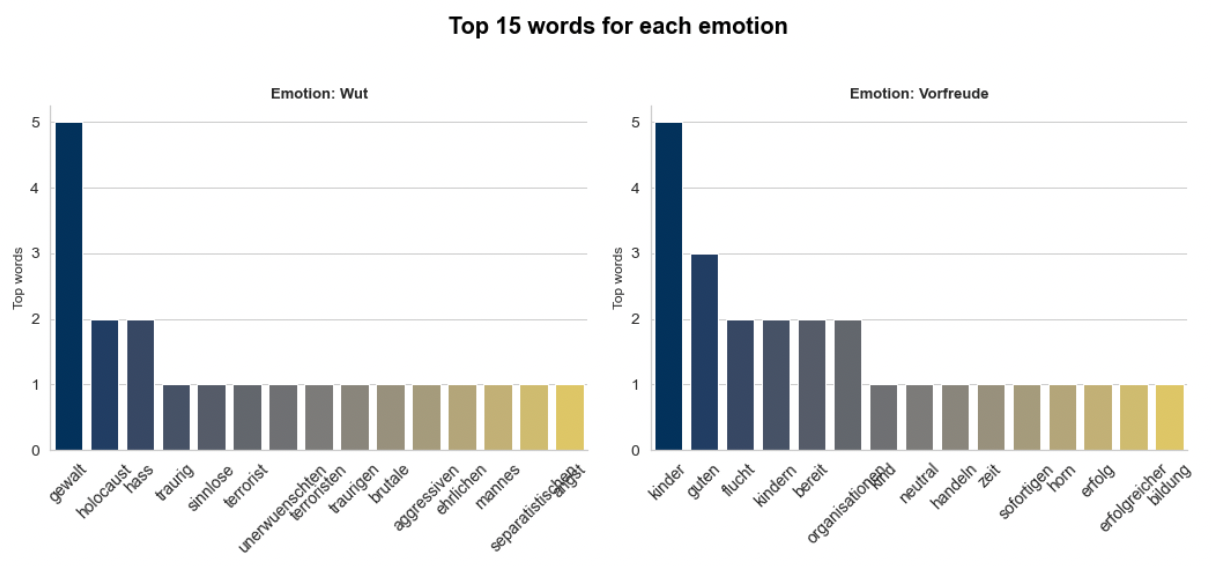 Top 15 words for each emotion
Emotion: Wut
Top words
5
4
3
2
1
0
gewalt
holocaust
hass
traurig
sinnlose
terrorist
unerwuenschten
terroristen
traurigen
brutale
aggressiven
ehrlichen
mannes
separatistischen
angst
Emotion: Vorfreude
Top words
5
4
3
2
1
0
kinder
guten
flucht
kindern
bereit
organisationen
kind
neutral
handeln
zeit
sofortigen
horn
erfolg
erfolgreicher
bildung